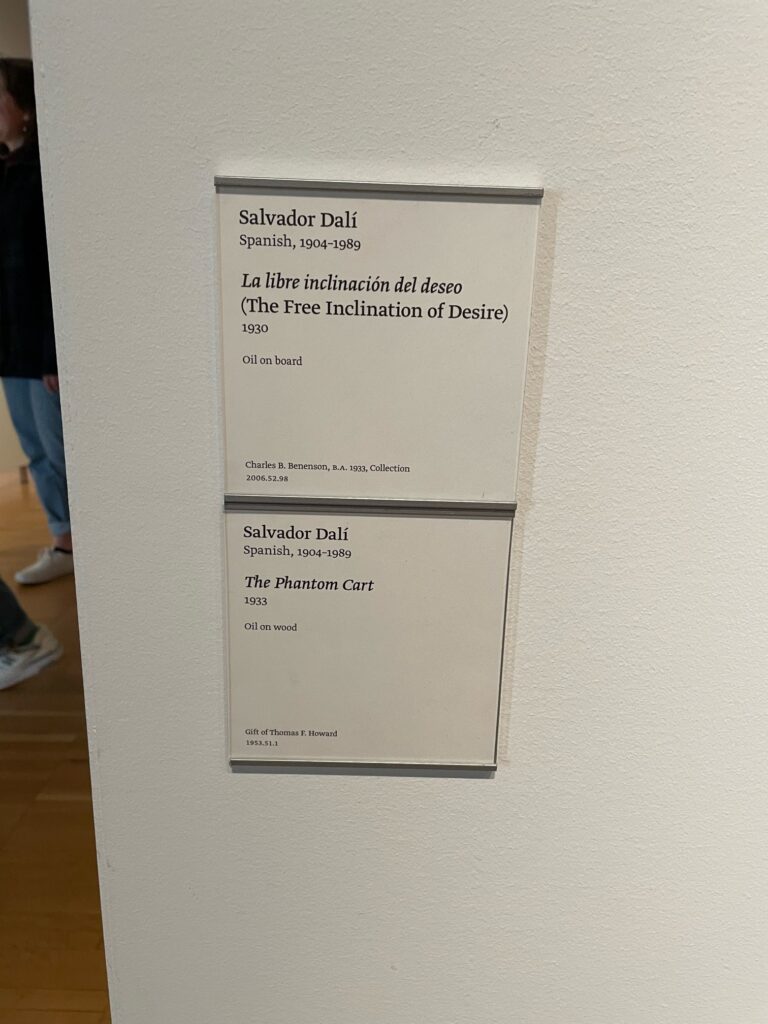 Salvador Dalí
Spanish, 1904–1989
La libre inclinación del deseo
(The Free Inclination of Desire)
1930
Oil on board
Charles B. Benenson, B.A. 1933, Collection
2006.52.98
Salvador Dalí
Spanish, 1904–1989
The Phantom Cart
1933
Oil on wood
Gift of Thomas F. Howard
1953.51.1